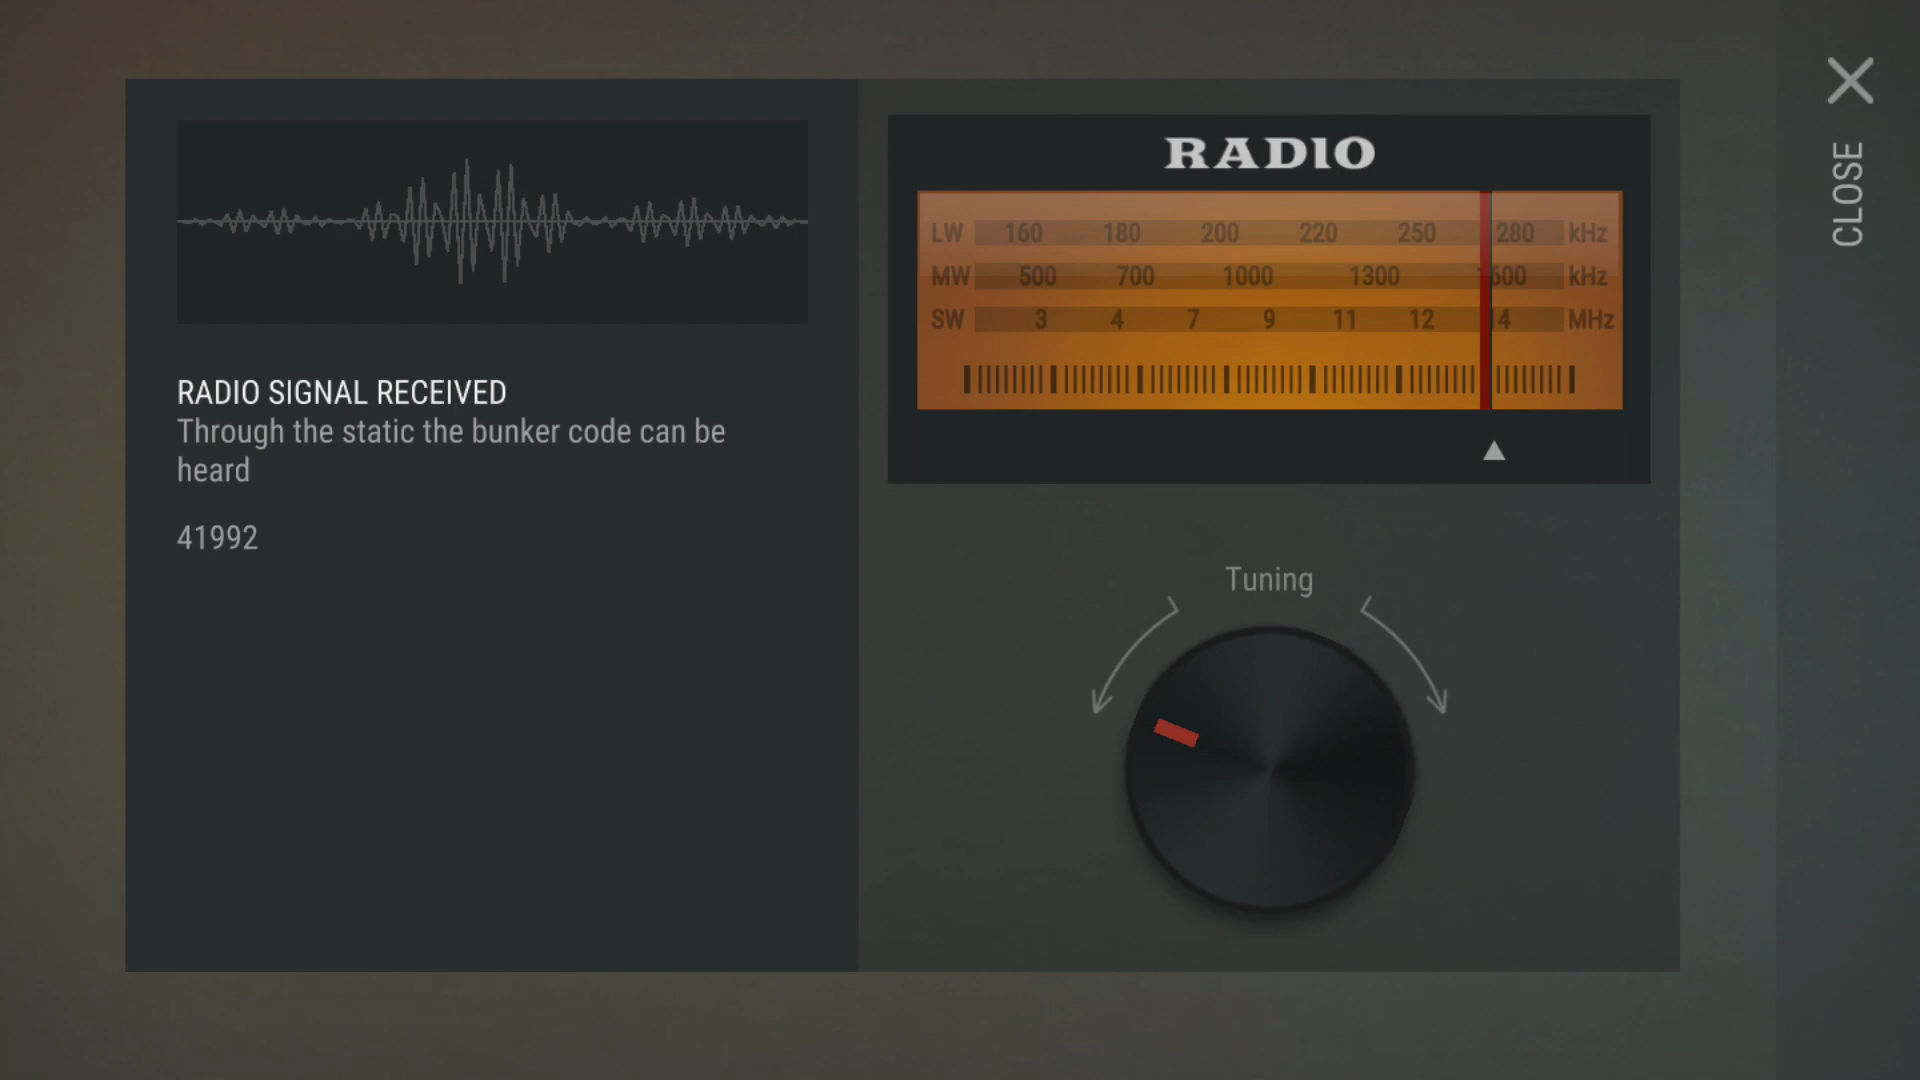 RADIO
LW 160 180 200 220 250 280 kHz
MW 500 700 1000 1300 1600 kHz
SW 3 4 7 9 11 12 14 MHz
RADIO SIGNAL RECEIVED
Through the static the bunker code can be
heard
41992
Tuning
CLOSE